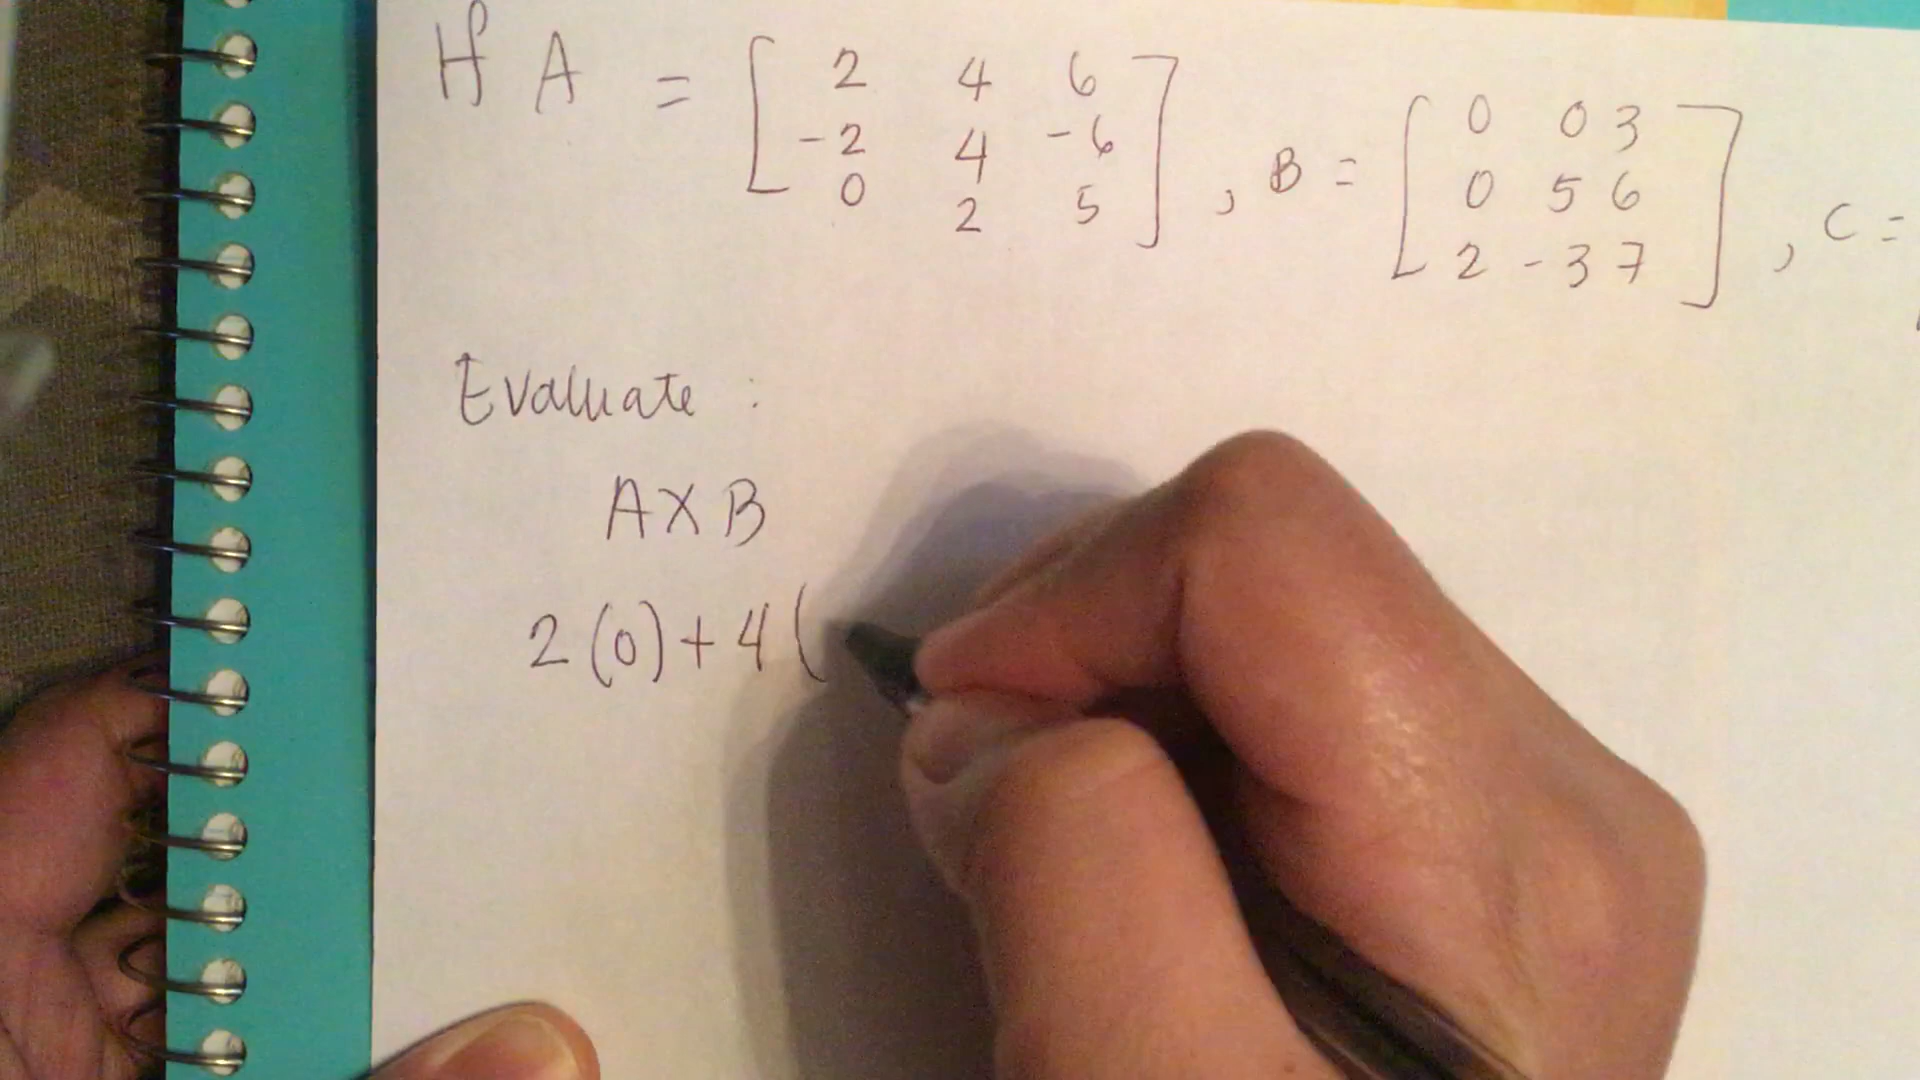 If A = [ 2 4 6
-2 4 -6
0 2 5 ] , B = [ 0 0 3
0 5 6
2 -3 7 ] , C =
Evaluate :
A X B
2 (0) + 4 (